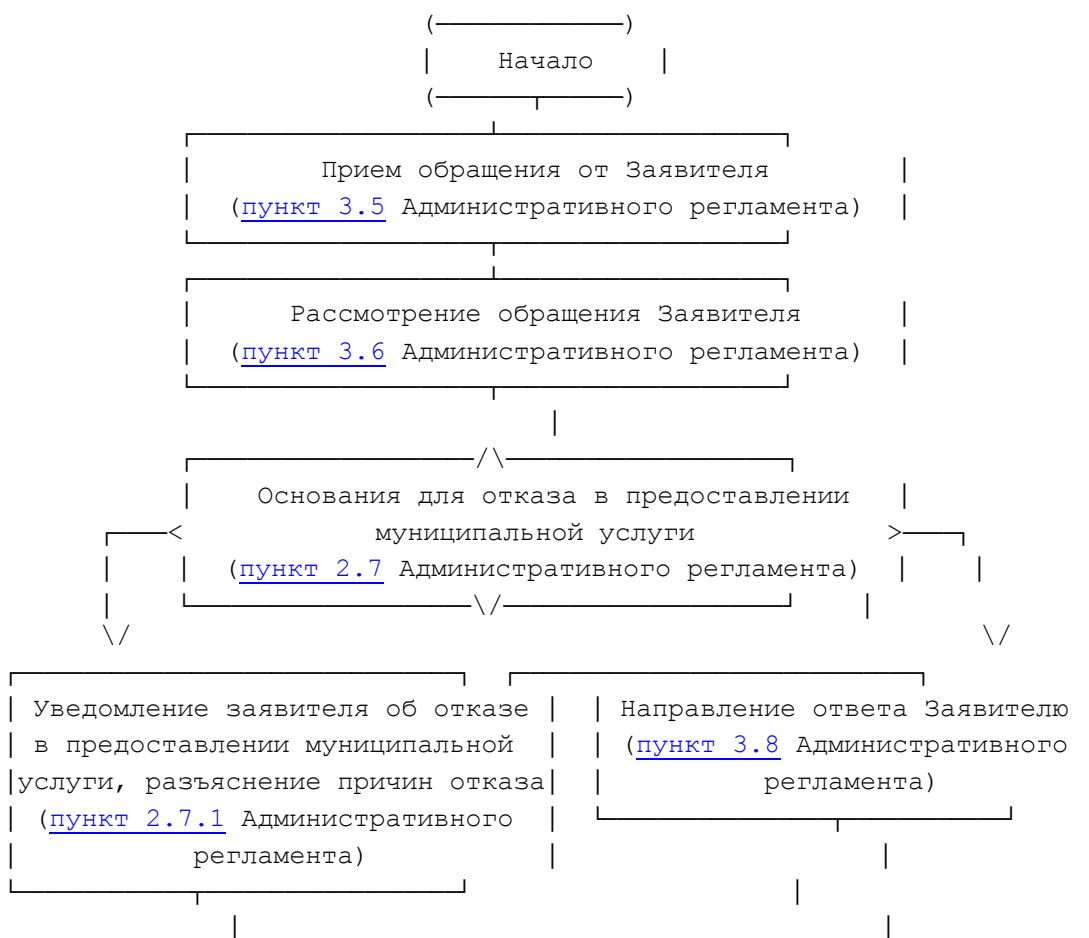 Начало
Прием обращения от Заявителя
(пункт 3.5 Административного регламента)
Рассмотрение обращения Заявителя
(пункт 3.6 Административного регламента)
Основания для отказа в предоставлении
муниципальной услуги
(пункт 2.7 Административного регламента)
Уведомление заявителя об отказе
в предоставлении муниципальной
услуги, разъяснение причин отказа
(пункт 2.7.1 Административного
регламента)
Направление ответа Заявителю
(пункт 3.8 Административного
регламента)